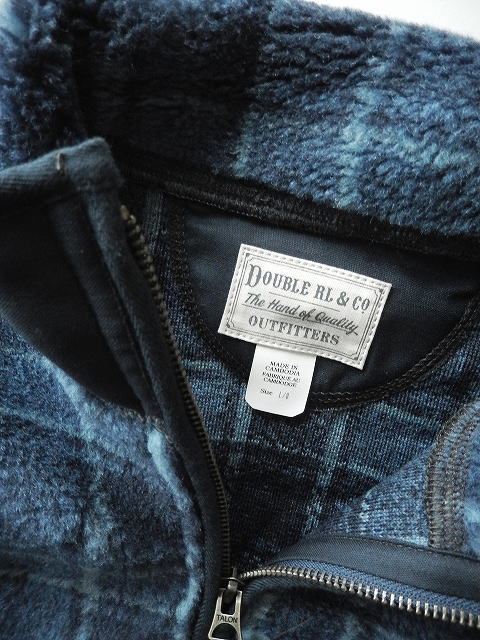 DOUBLE RL & CO
The Hand of Quality
OUTFITTERS
MADE IN
CAMBODIA
FABRIQUÉ AU
CAMBODGE
Size L/G
TALON